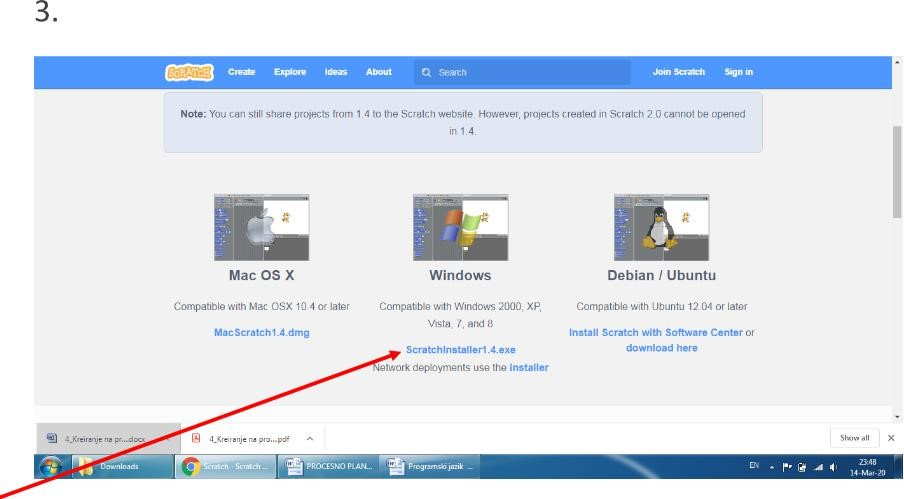 3.
SCRATCH Create Explore Ideas About Search Join Scratch Sign in
Note: You can still share projects from 1.4 to the Scratch website. However, projects created in Scratch 2.0 cannot be opened
in 1.4.
Mac OS X
Compatible with Mac OSX 10.4 or later
MacScratch1.4.dmg
Windows
Compatible with Windows 2000, XP,
Vista, 7, and 8
ScratchInstaller1.4.exe
Network deployments use the installer
Debian / Ubuntu
Compatible with Ubuntu 12.04 or later
Install Scratch with Software Center or
download here
4_Kreiranje na pr....docx 4_Kreiranje na pro....pdf Show all
Downloads Scratch - Scratch ... PROCESNO PLAN... Programski jazik ... EN 23:48
14-Mar-20